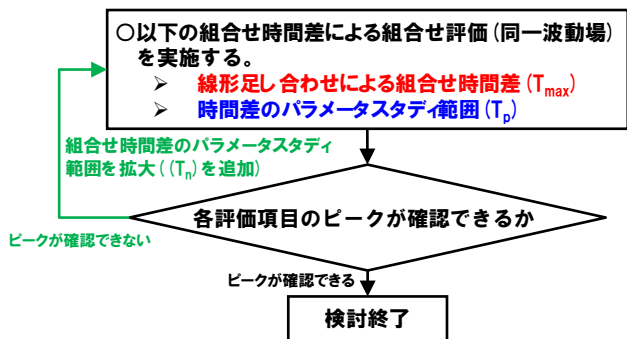 ○以下の組合せ時間差による組合せ評価(同一波動場)
を実施する。
➢ 線形足し合わせによる組合せ時間差(Tmax)
➢ 時間差のパラメータスタディ範囲(Tp)
組合せ時間差のパラメータスタディ
範囲を拡大((Tn)を追加)
各評価項目のピークが確認できるか
ピークが確認できない
ピークが確認できる
検討終了